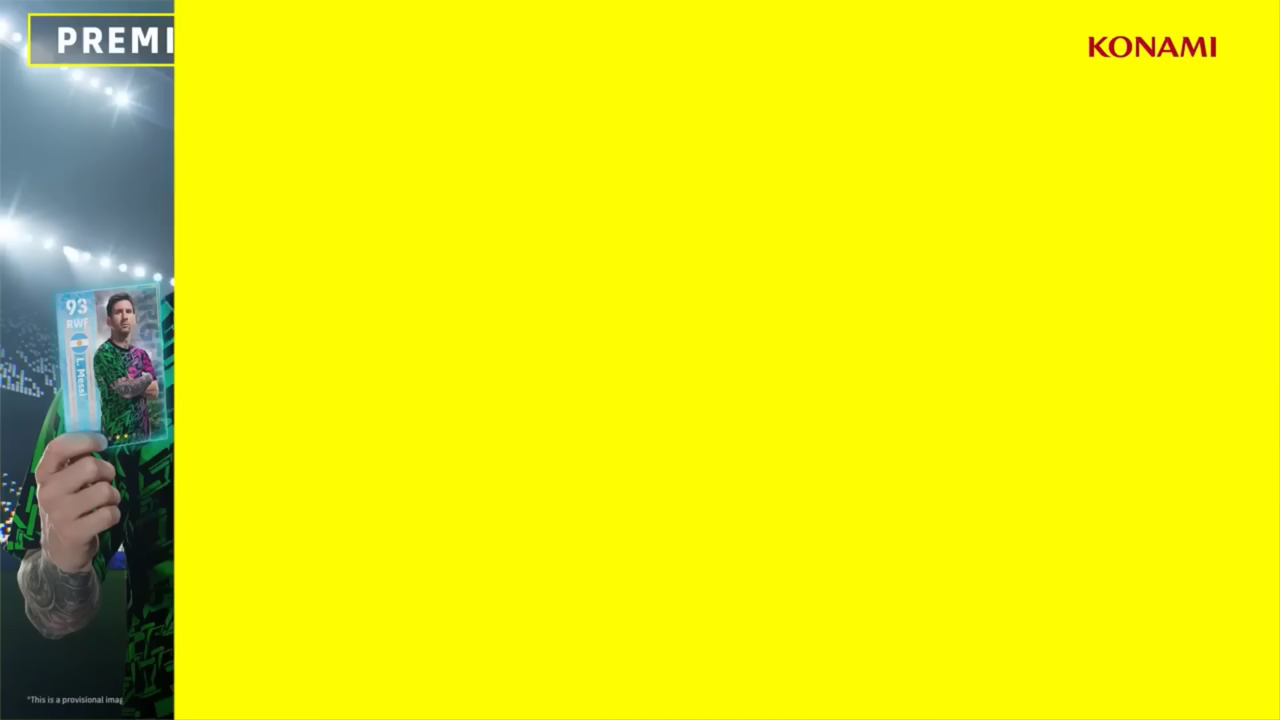 PREMI
KONAMI
93
RWF
L. Messi
*This is a provisional imag